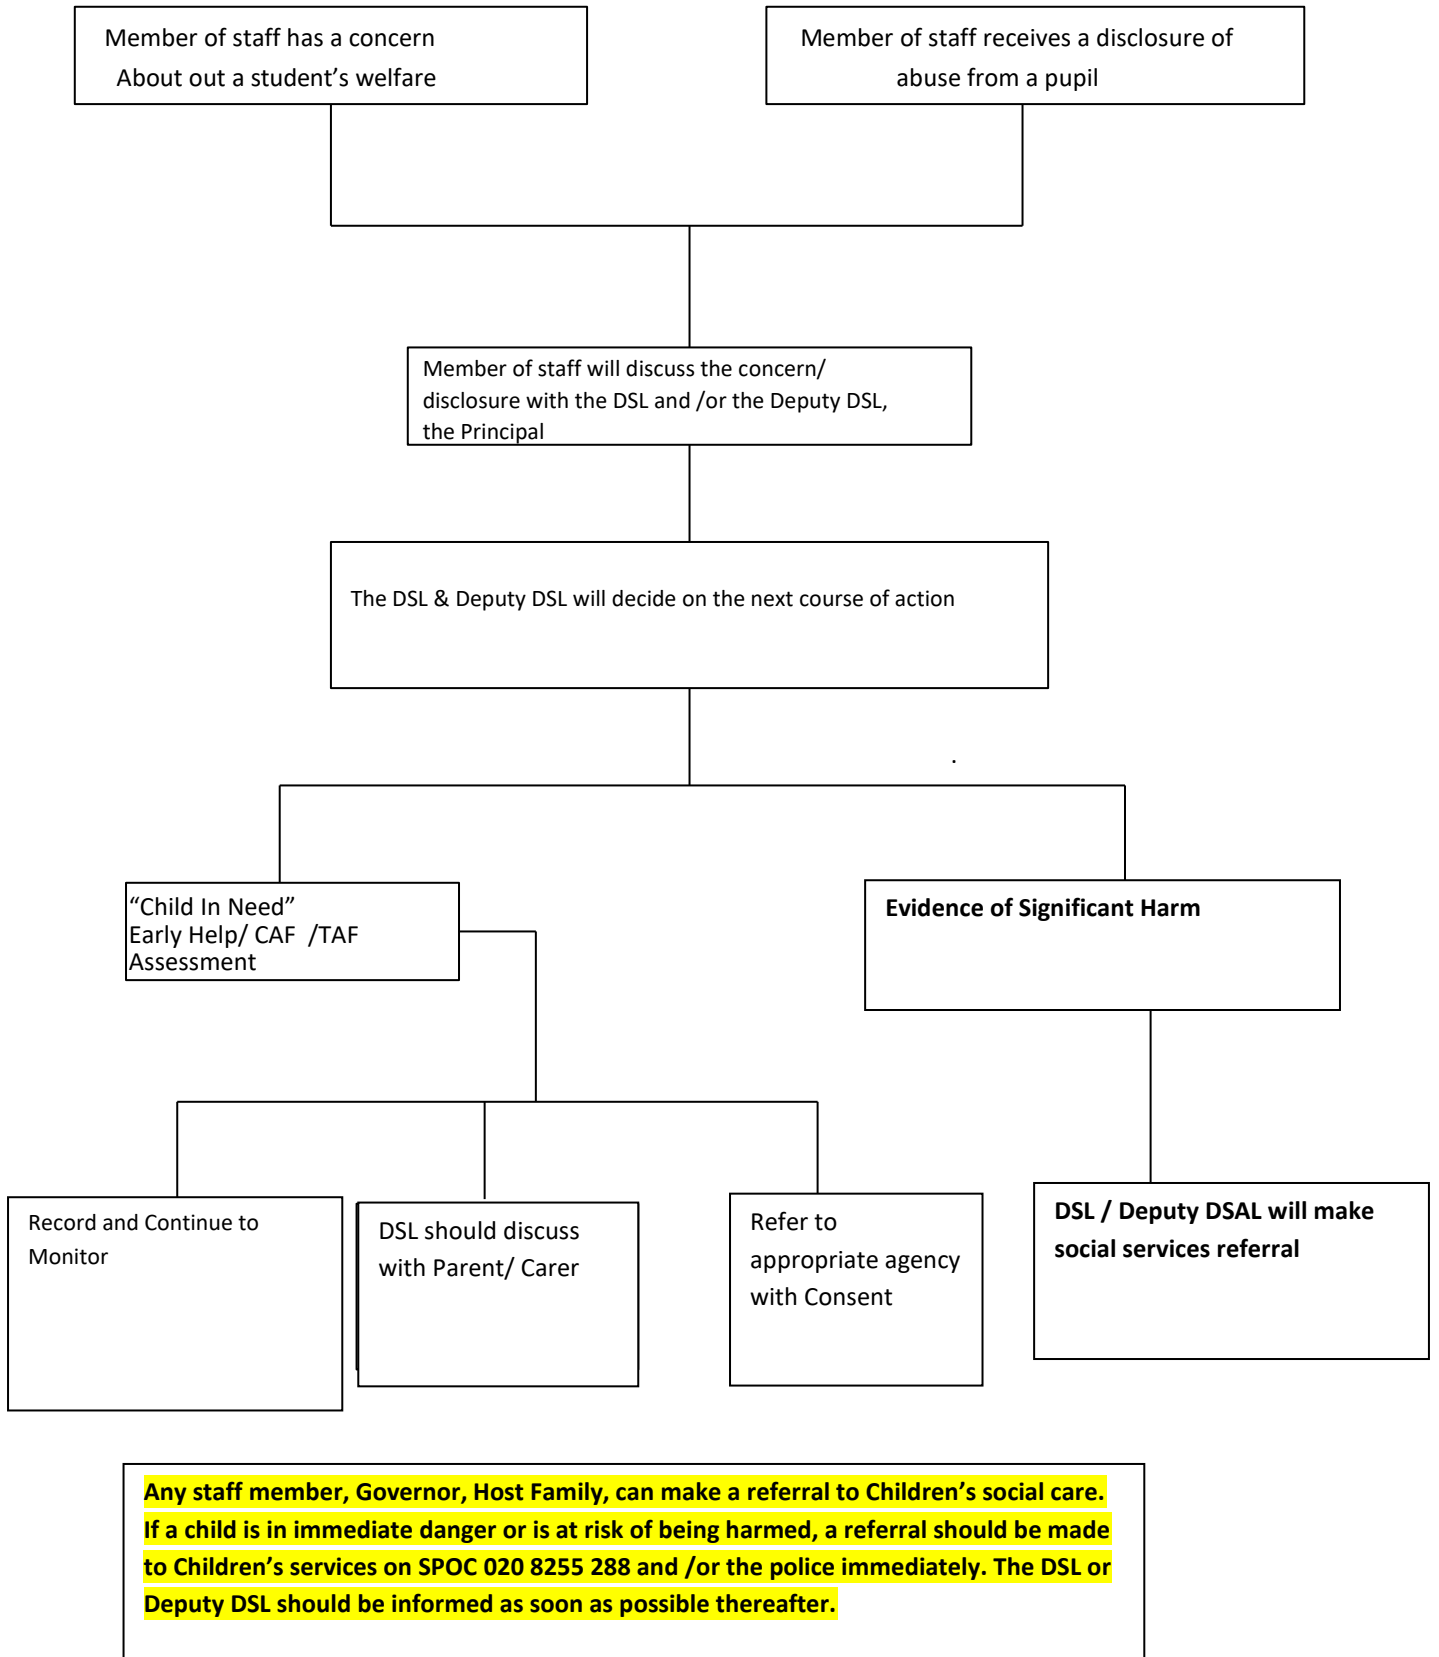 Member of staff has a concern
About out a student’s welfare
Member of staff receives a disclosure of
abuse from a pupil
Member of staff will discuss the concern/
disclosure with the DSL and /or the Deputy DSL,
the Principal
The DSL & Deputy DSL will decide on the next course of action
.
“Child In Need”
Early Help/ CAF /TAF
Assessment
Evidence of Significant Harm
Record and Continue to
Monitor
DSL should discuss
with Parent/ Carer
Refer to
appropriate agency
with Consent
DSL / Deputy DSAL will make
social services referral
Any staff member, Governor, Host Family, can make a referral to Children’s social care.
If a child is in immediate danger or is at risk of being harmed, a referral should be made
to Children’s services on SPOC 020 8255 288 and /or the police immediately. The DSL or
Deputy DSL should be informed as soon as possible thereafter.